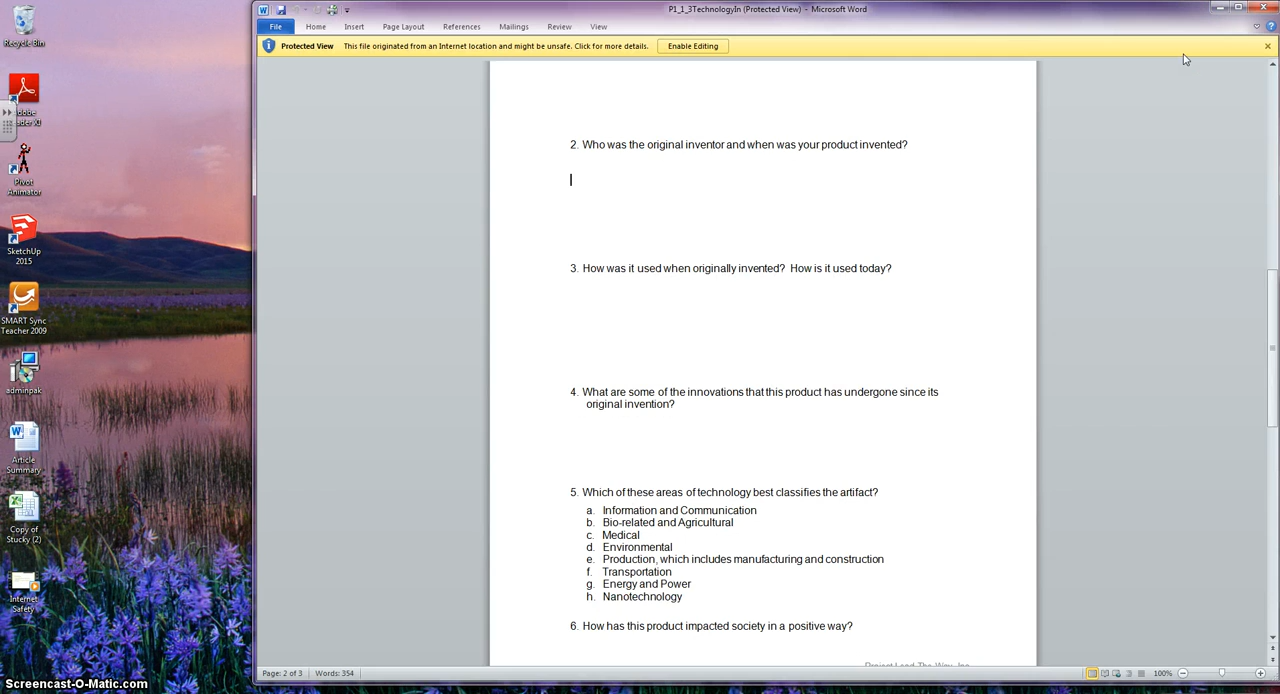 P1_1_3TechnologyIn (Protected View) - Microsoft Word
File Home Insert Page Layout References Mailings Review View
Protected View This file originated from an Internet location and might be unsafe. Click for more details. Enable Editing
Recycle Bin
Pivot Animator
SketchUp 2015
SMART Sync Teacher 2009
adminpak
Article Summary
Copy of Stucky (2)
Internet Safety
2. Who was the original inventor and when was your product invented?
3. How was it used when originally invented? How is it used today?
4. What are some of the innovations that this product has undergone since its
original invention?
5. Which of these areas of technology best classifies the artifact?
a. Information and Communication
b. Bio-related and Agricultural
c. Medical
d. Environmental
e. Production, which includes manufacturing and construction
f. Transportation
g. Energy and Power
h. Nanotechnology
6. How has this product impacted society in a positive way?
Project Lead The Way, Inc.
Page: 2 of 3 Words: 354 100%
Screencast-O-Matic.com